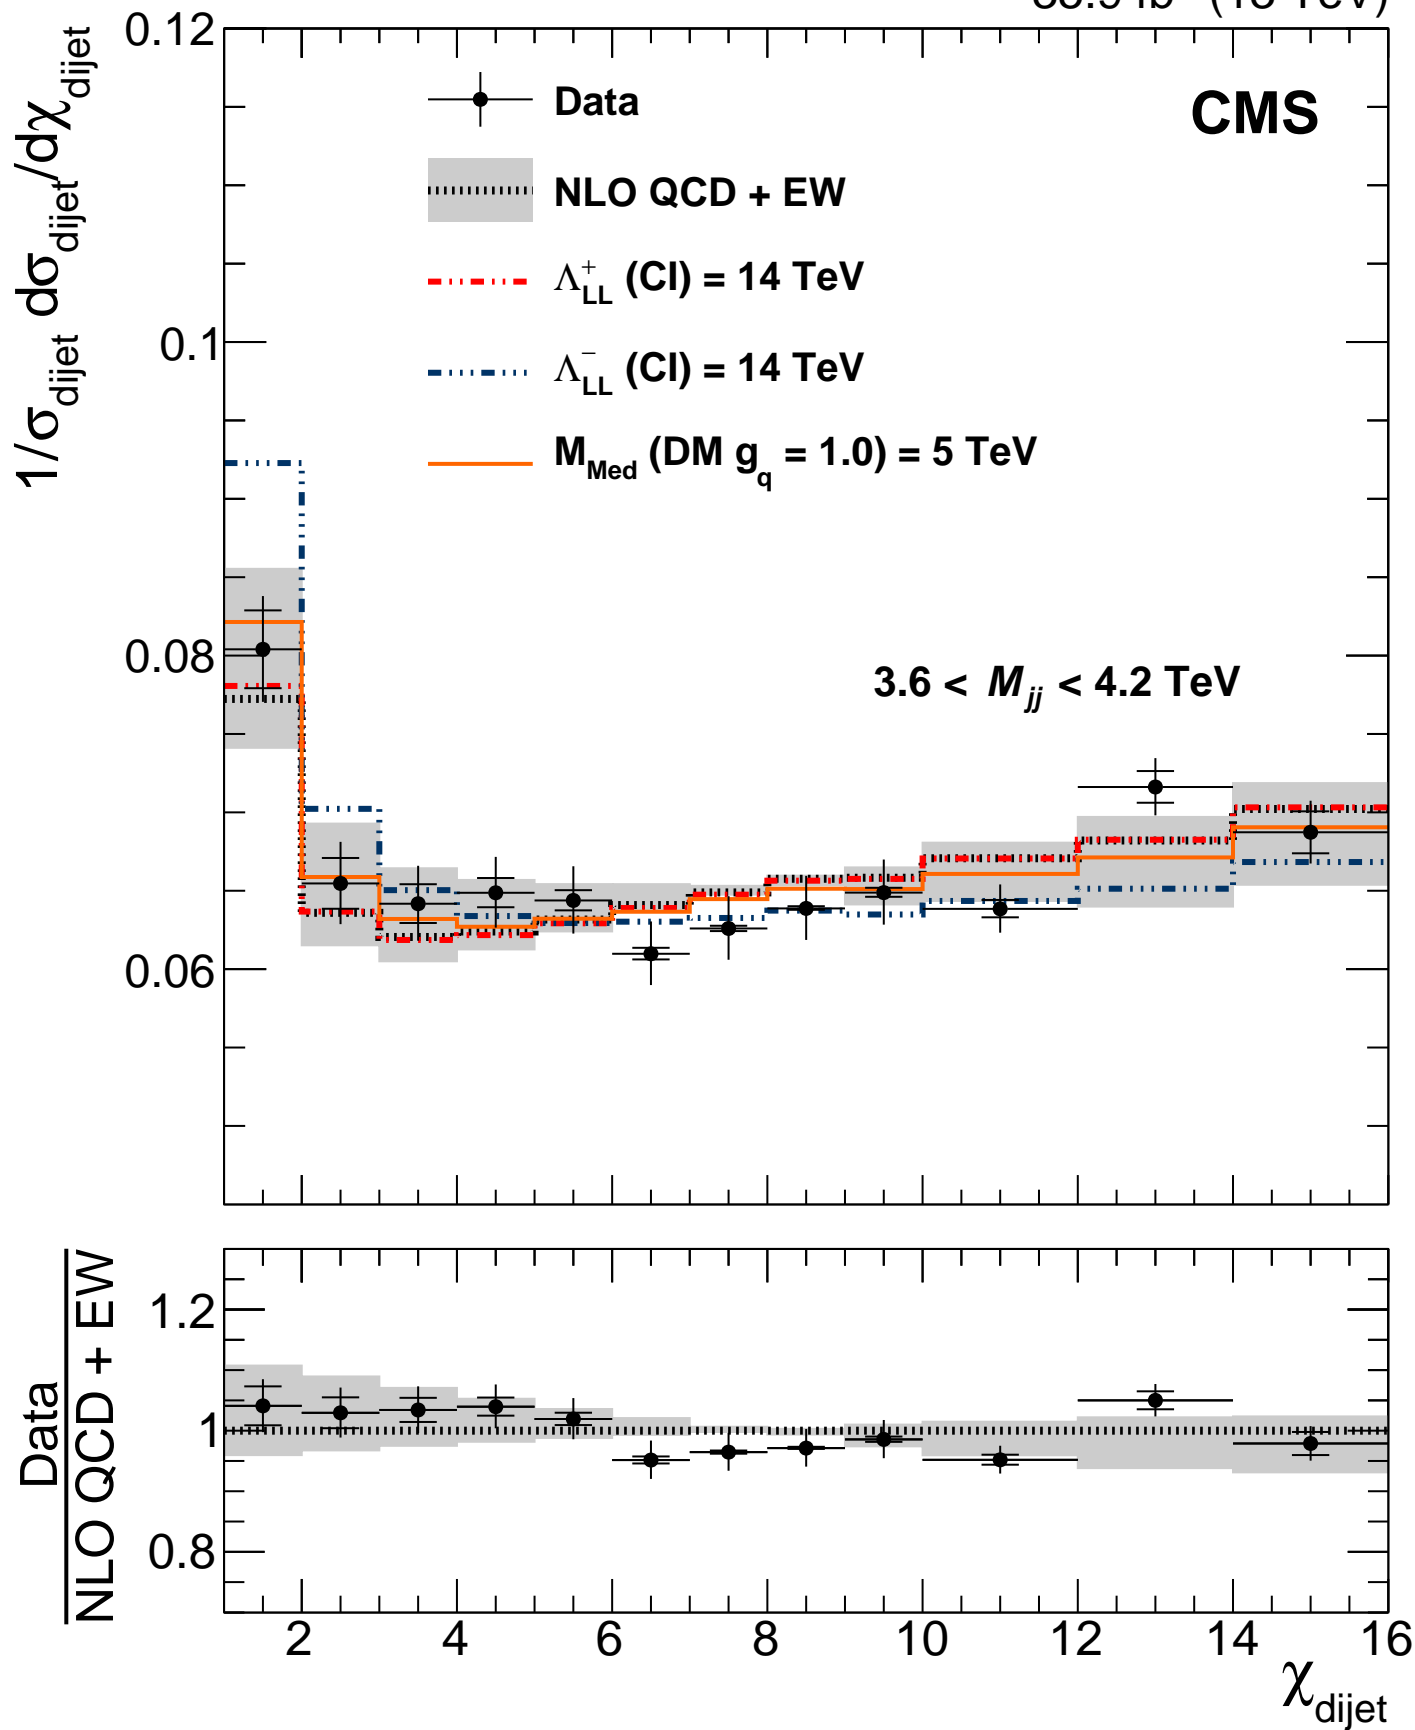 0.12
CMS
1/σdijet dσdijet/dχdijet
Data
NLO QCD + EW
Λ+LL (CI) = 14 TeV
0.1
Λ−LL (CI) = 14 TeV
MMed (DM gq = 1.0) = 5 TeV
0.08
3.6 < Mjj < 4.2 TeV
0.06
Data
NLO QCD + EW
1.2
1
0.8
2 4 6 8 10 12 14 16
χdijet